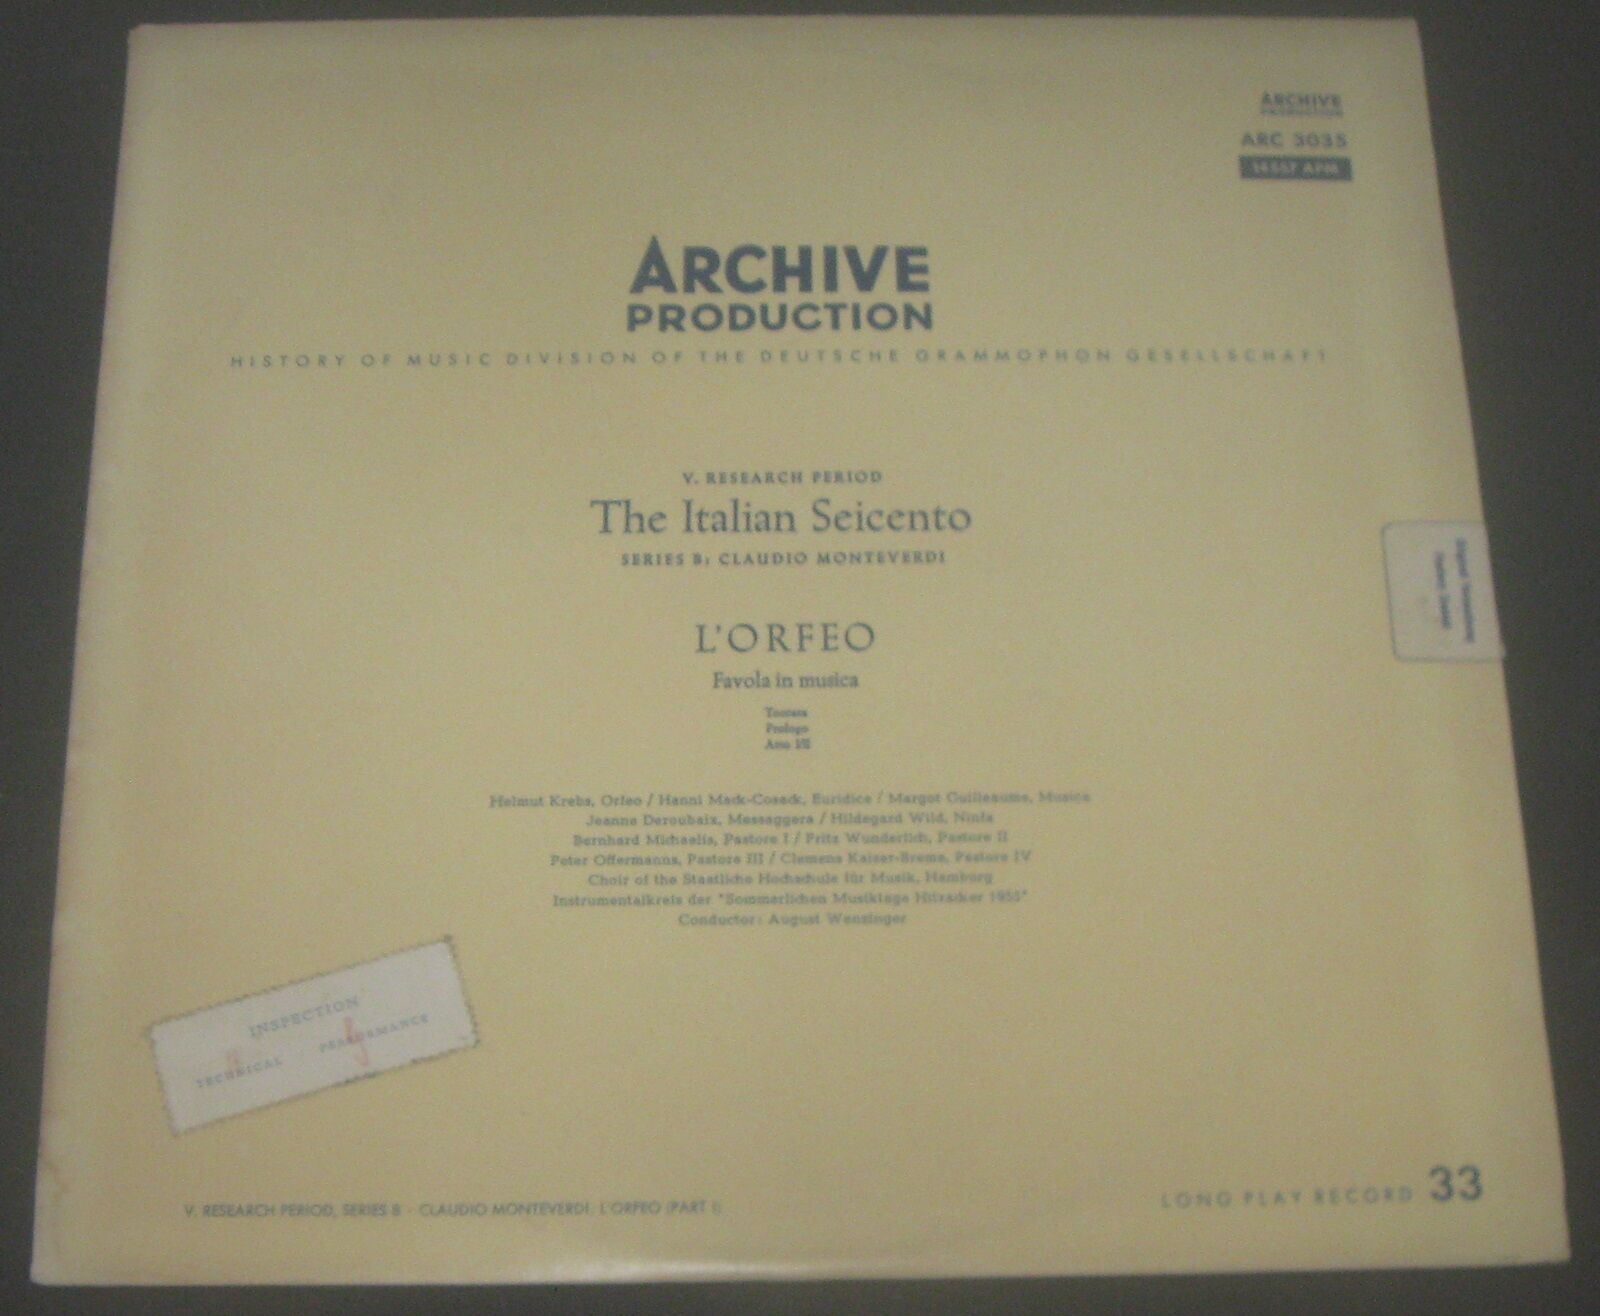 ARCHIVE
PRODUCTION
ARC 3035
14057 APM
ARCHIVE
PRODUCTION
HISTORY OF MUSIC DIVISION OF THE DEUTSCHE GRAMMOPHON GESELLSCHAFT
V. RESEARCH PERIOD
The Italian Seicento
SERIES B: CLAUDIO MONTEVERDI
L'ORFEO
Favola in musica
Toccata
Prologo
Atto I/II
Helmut Krebs, Orfeo / Hanni Mack-Cosack, Euridice / Margot Guilleaume, Musica
Jeanne Deroubaix, Messaggera / Hildegard Wild, Ninfa
Bernhard Michaelis, Pastore I / Fritz Wunderlich, Pastore II
Peter Offermanns, Pastore III / Clemens Kaiser-Breme, Pastore IV
Choir of the Staatliche Hochschule für Musik, Hamburg
Instrumentalkreis der "Sommerlichen Musiktage Hitzacker 1955"
Conductor: August Wenzinger
INSPECTION
TECHNICAL PERFORMANCE
V. RESEARCH PERIOD, SERIES B · CLAUDIO MONTEVERDI: L'ORFEO (PART I)
LONG PLAY RECORD 33